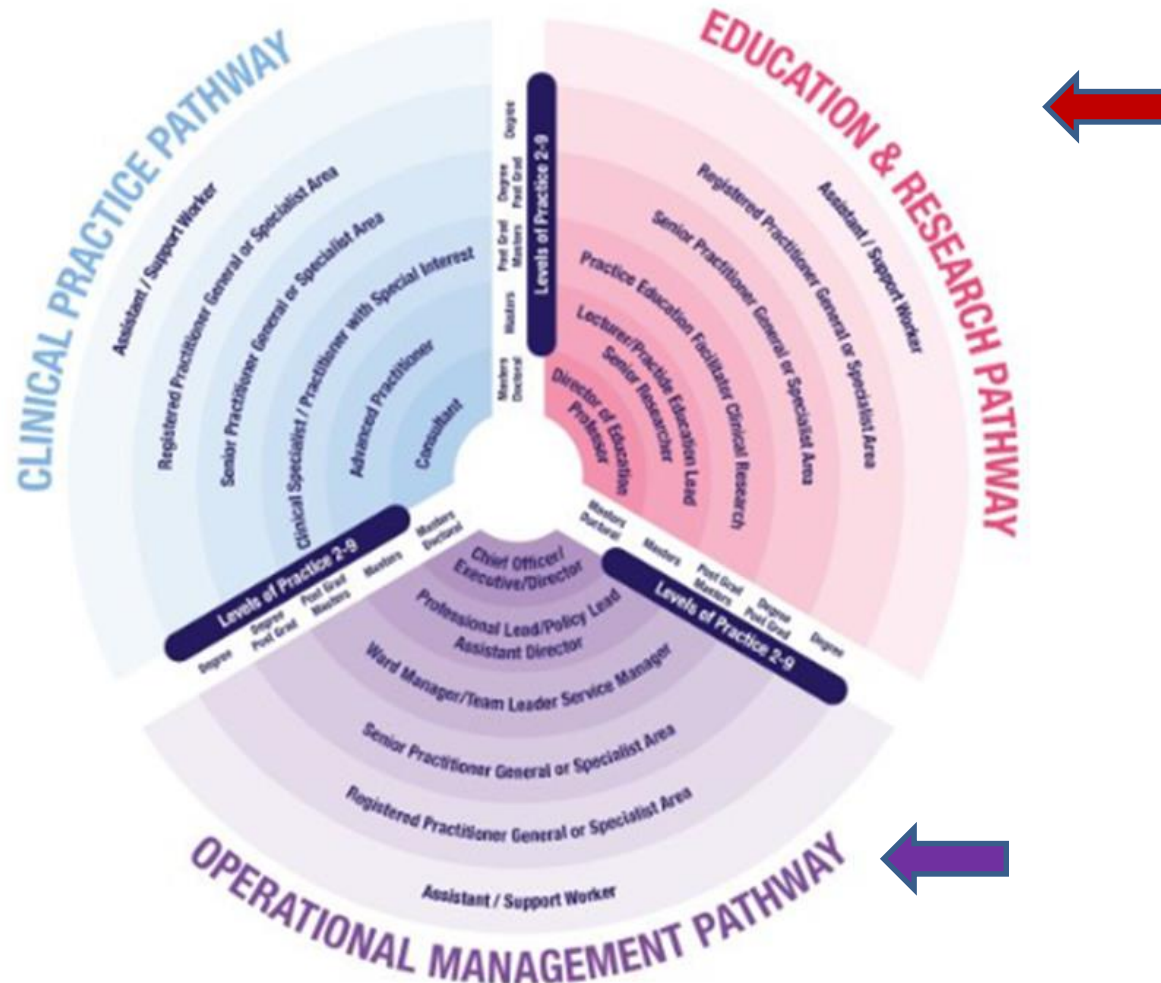 CLINICAL PRACTICE PATHWAY
Assistant / Support Worker
Registered Practitioner General or Specialist Area
Senior Practitioner General or Specialist Area
Clinical Specialist / Practitioner with Special Interest
Advanced Practitioner
Consultant
Degree
Degree
Post Grad
Post Grad
Masters
Masters
Masters
Doctoral
Levels of Practice 2-9
EDUCATION & RESEARCH PATHWAY
Assistant / Support Worker
Registered Practitioner General or Specialist Area
Senior Practitioner General or Specialist Area
Practice Education Facilitator Clinical Research
Lecturer/Practide Education Lead
Senior Researcher
Director of Education
Professor
Masters
Doctoral
Masters
Post Grad
Masters
Degree
Post Grad
Degree
Levels of Practice 2-9
OPERATIONAL MANAGEMENT PATHWAY
Chief Officer/
Executive/Director
Professional Lead/Policy Lead
Assistant Director
Ward Manager/Team Leader Service Manager
Senior Practitioner General or Specialist Area
Registered Practitioner General or Specialist Area
Assistant / Support Worker
Levels of Practice 2-9
Degree
Degree
Post Grad
Post Grad
Masters
Masters
Masters
Doctoral